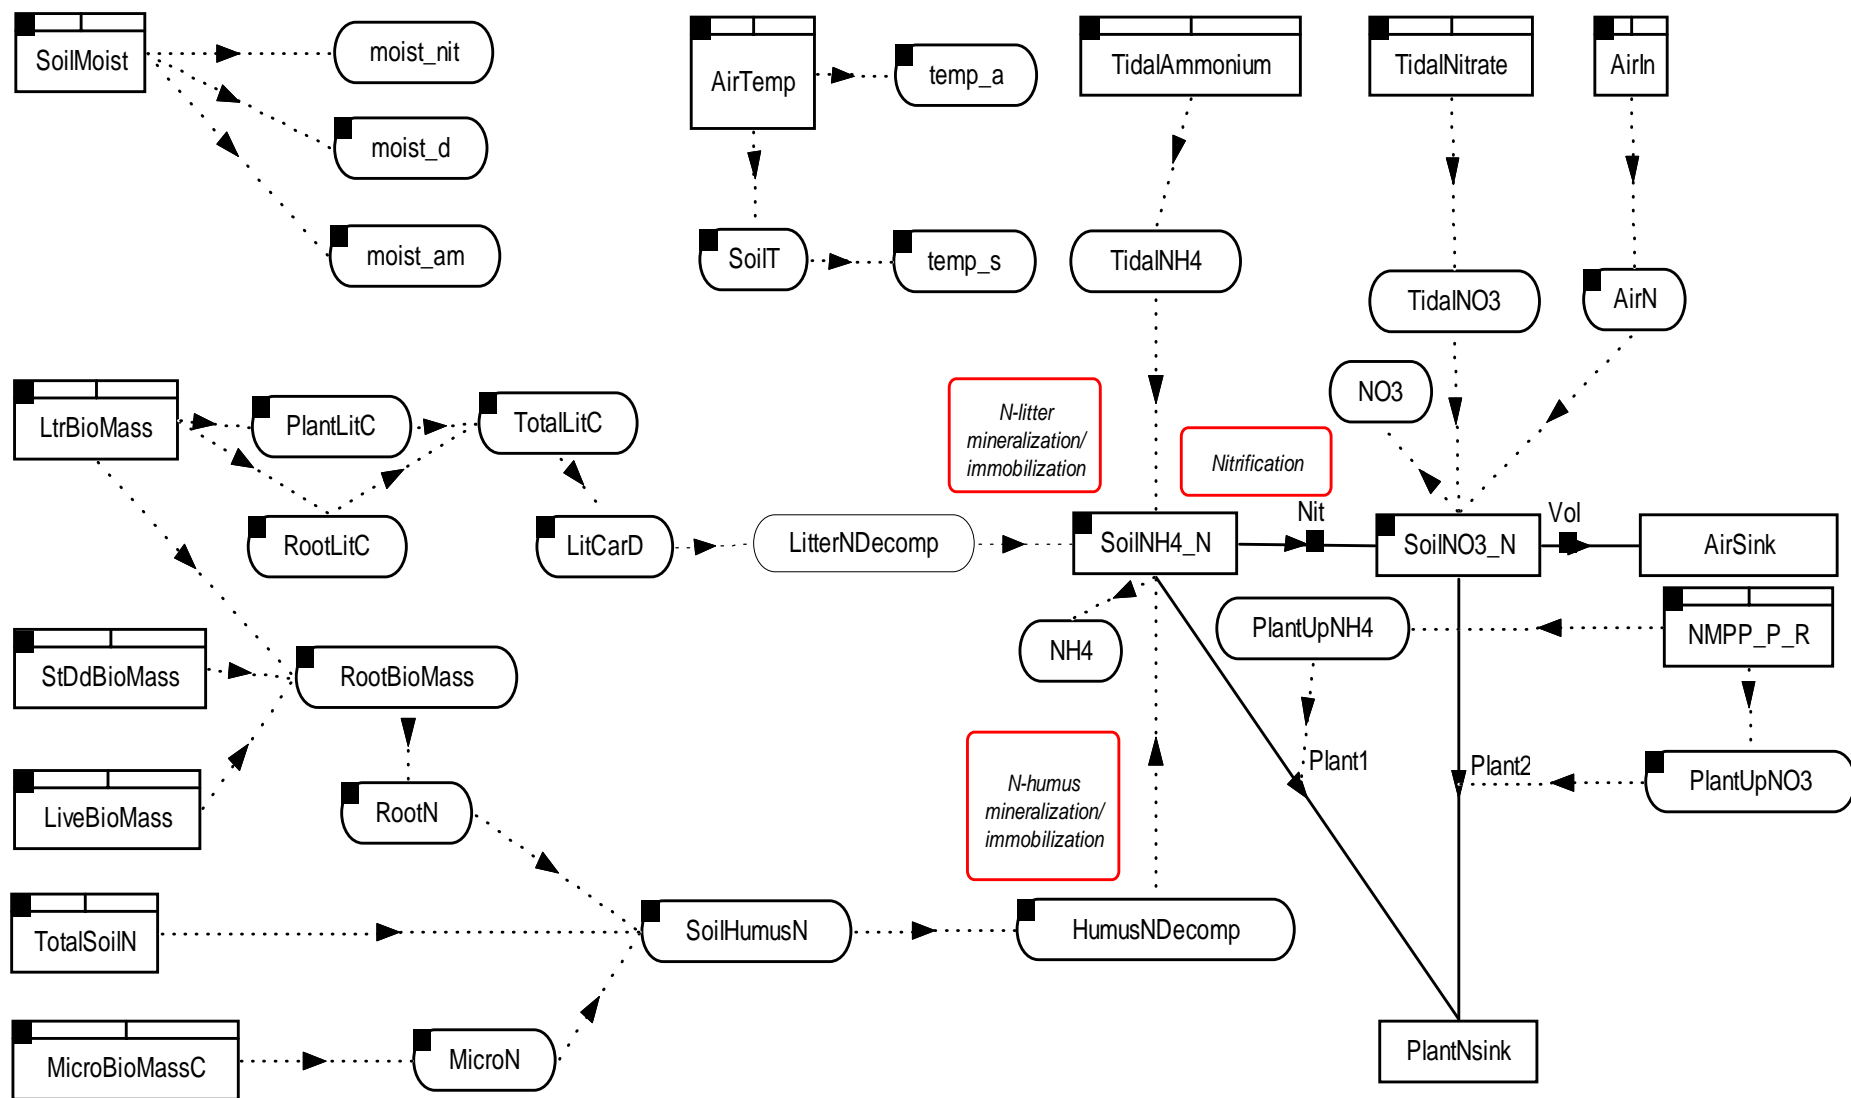 SoilMoist
moist_nit
AirTemp
temp_a
TidalAmmonium
TidalNitrate
AirIn
moist_d
moist_am
SoilT
temp_s
TidalNH4
TidalNO3
AirN
LtrBioMass
PlantLitC
TotalLitC
N-litter
mineralization/
immobilization
Nitrification
NO3
RootLitC
LitCarD
LitterNDecomp
SoilNH4_N
Nit
SoilNO3_N
Vol
AirSink
StDdBioMass
RootBioMass
NH4
PlantUpNH4
NMPP_P_R
LiveBioMass
RootN
N-humus
mineralization/
immobilization
Plant1
Plant2
PlantUpNO3
TotalSoilN
SoilHumusN
HumusNDecomp
MicroBioMassC
MicroN
PlantNsink